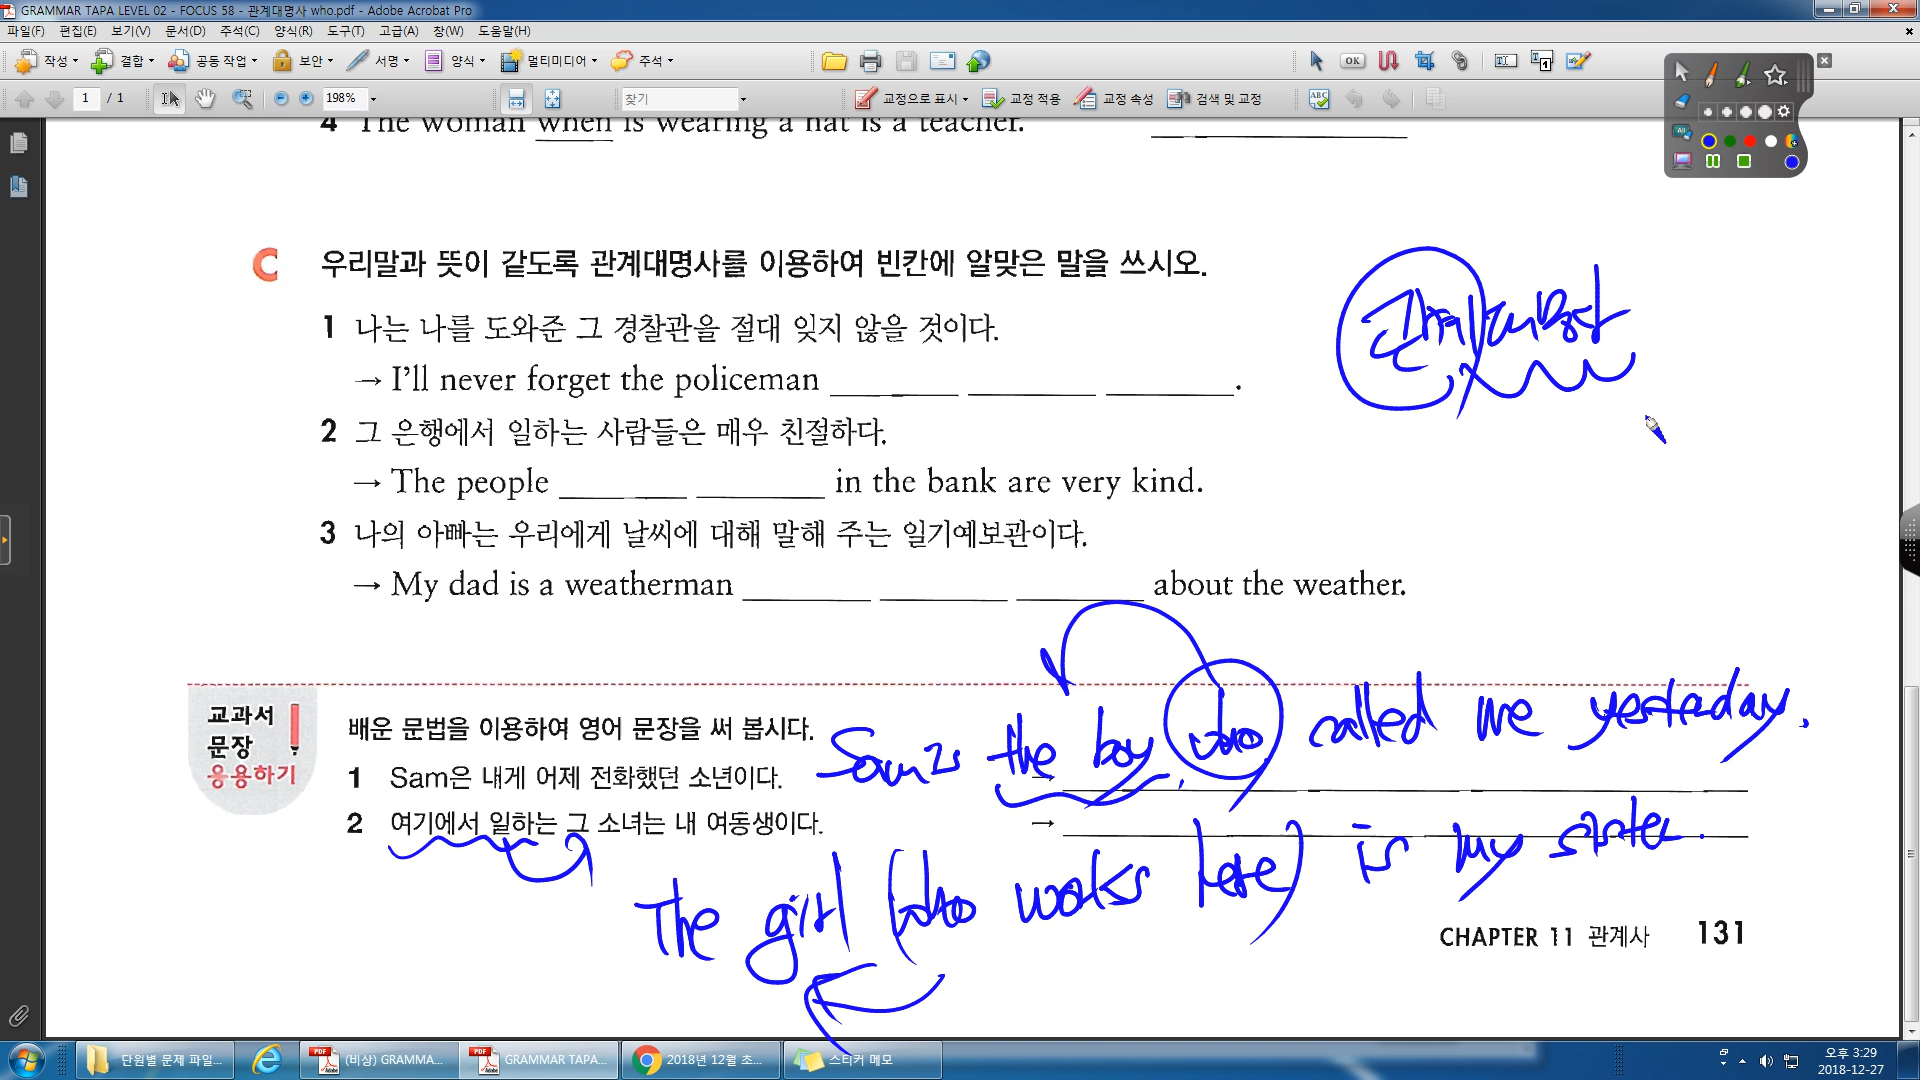 GRAMMAR TAPA LEVEL 02 - FOCUS 58 - 관계대명사 who.pdf - Adobe Acrobat Pro
파일(F) 편집(E) 보기(V) 문서(D) 주석(C) 양식(R) 도구(T) 고급(A) 창(W) 도움말(H)
작성 결합 공동 작업 보안 서명 양식 멀티미디어 주석 OK
1 / 1 198% 찾기 교정으로 표시 교정 적용 교정 속성 검색 및 교정
4 The woman when is wearing a hat is a teacher.
C 우리말과 뜻이 같도록 관계대명사를 이용하여 빈칸에 알맞은 말을 쓰시오.
1 나는 나를 도와준 그 경찰관을 절대 잊지 않을 것이다.
관계대명사
→ I'll never forget the policeman ______ ______ ______.
2 그 은행에서 일하는 사람들은 매우 친절하다.
→ The people ______ ______ in the bank are very kind.
3 나의 아빠는 우리에게 날씨에 대해 말해 주는 일기예보관이다.
→ My dad is a weatherman ______ ______ ______ about the weather.
교과서
문장
응용하기
배운 문법을 이용하여 영어 문장을 써 봅시다.
Sam is the boy who called me yesterday.
1 Sam은 내게 어제 전화했던 소년이다. →
2 여기에서 일하는 그 소녀는 내 여동생이다. →
The girl (who works here) is my sister.
CHAPTER 11 관계사 131
단원별 문제 파일... (비상) GRAMMA... GRAMMAR TAPA... 2018년 12월 초... 스티커 메모 오후 3:29
2018-12-27